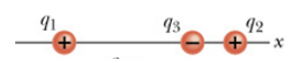 q₁ q₃ q₂
+ − + x